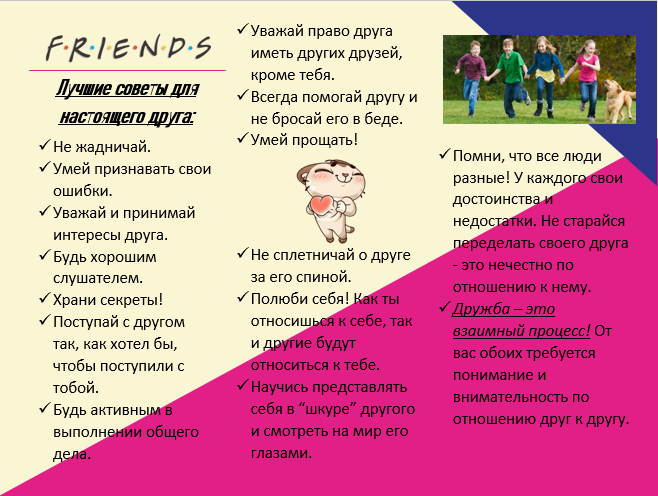 F·R·I·E·N·D·S
Лучшие советы для
настоящего друга:
✓Не жадничай.
✓Умей признавать свои
ошибки.
✓Уважай и принимай
интересы друга.
✓Будь хорошим
слушателем.
✓Храни секреты!
✓Поступай с другом
так, как хотел бы,
чтобы поступили с
тобой.
✓Будь активным в
выполнении общего
дела.
✓Уважай право друга
иметь других друзей,
кроме тебя.
✓Всегда помогай другу и
не бросай его в беде.
✓Умей прощать!
✓Не сплетничай о друге
за его спиной.
✓Полюби себя! Как ты
относишься к себе, так
и другие будут
относиться к тебе.
✓Научись представлять
себя в “шкуре” другого
и смотреть на мир его
глазами.
✓Помни, что все люди
разные! У каждого свои
достоинства и
недостатки. Не старайся
переделать своего друга
- это нечестно по
отношению к нему.
✓Дружба – это
взаимный процесс! От
вас обоих требуется
понимание и
внимательность по
отношению друг к другу.